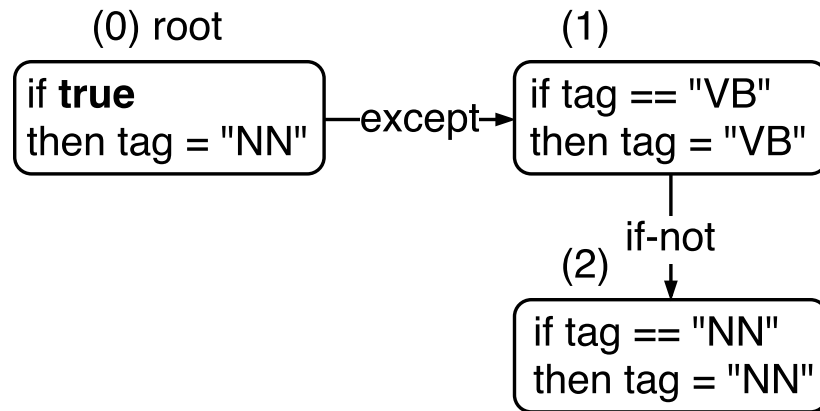 (0) root
if true
then tag = "NN"
except
(1)
if tag == "VB"
then tag = "VB"
if-not
(2)
if tag == "NN"
then tag = "NN"